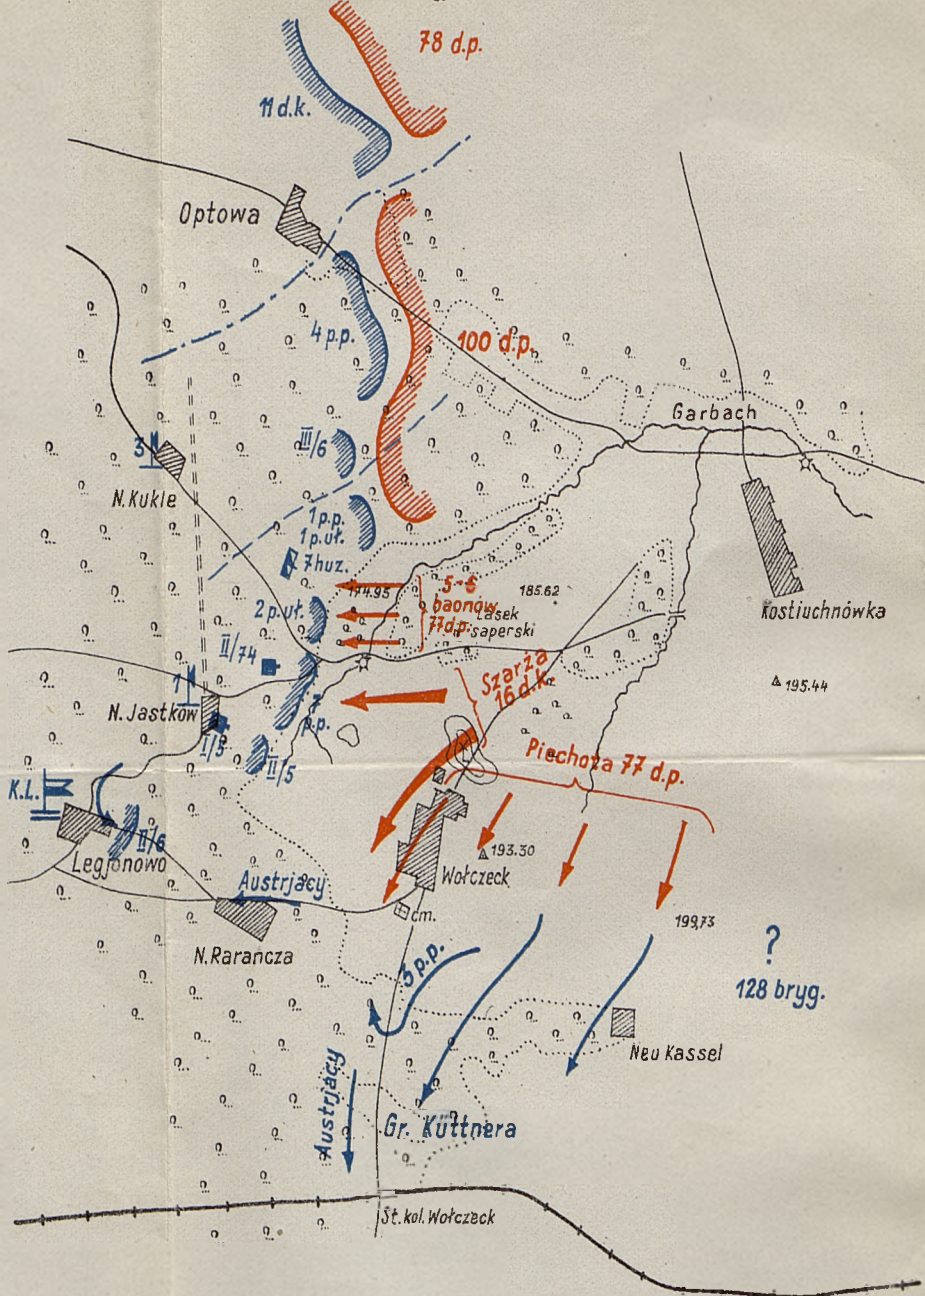 78 d.p.
11 d.k.
Optowa
4 p.p.
100 d.p.
Garbach
3
III/6
N. Kukle
1 p.p.
1 p.uł.
7 huz.
174.95
5-6
baonów
77 d.p.
185.62
Lasek
saperski
Kostiuchnówka
2 p.uł.
II/74
Szarża
16 d.k.
195.44
1
N. Jastków
7
p.p.
I/5
II/5
Piechota 77 d.p.
K.L.
II/6
Legjonowo
193.30
Wołczeck
Austrjacy
cm.
199,73
N. Rarańcza
3 p.p.
?
128 bryg.
Neu Kassel
Austrjacy
Gr. Küttnera
St. kol. Wołczeck